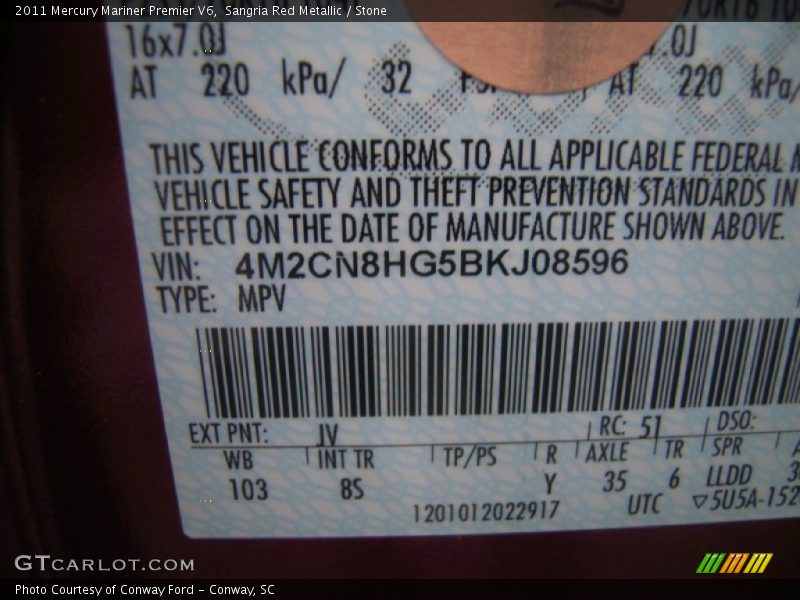 2011 Mercury Mariner Premier V6, Sangria Red Metallic / Stone
16x7.0J
AT 220 kPa/ 32 AT 220 kPa/
THIS VEHICLE CONFORMS TO ALL APPLICABLE FEDERAL
VEHICLE SAFETY AND THEFT PREVENTION STANDARDS IN
EFFECT ON THE DATE OF MANUFACTURE SHOWN ABOVE.
VIN: 4M2CN8HG5BKJ08596
TYPE: MPV
EXT PNT: JV RC: 51 DSO:
WB INT TR TP/PS R AXLE TR SPR
103 8S Y 35 6 LLDD
1201012022917 UTC ▽5U5A-152
GTCARLOT.COM
Photo Courtesy of Conway Ford – Conway, SC